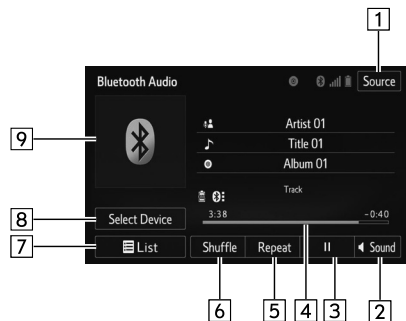 1
Bluetooth Audio
Source
9
Artist 01
Title 01
Album 01
Track
3:38
-0:40
8
Select Device
7
List
Shuffle
Repeat
Sound
6
5
4
3
2